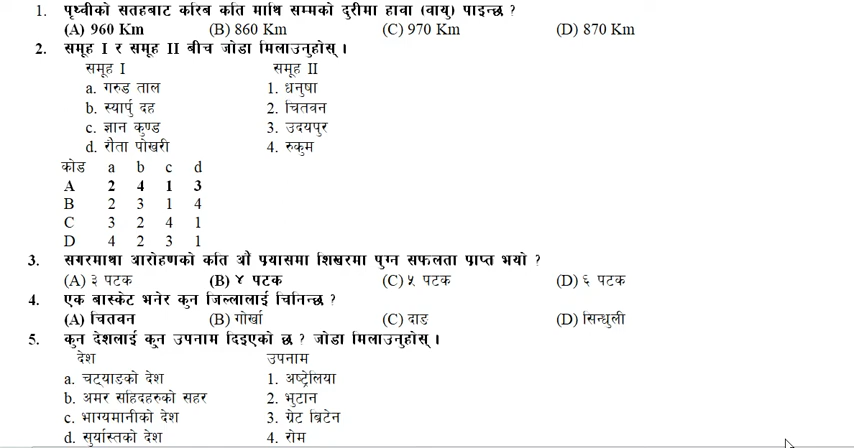 1. पृथ्वीको सतहबाट करिब कति माथि सम्मको दुरीमा हावा (वायु) पाइन्छ ?
(A) 960 Km (B) 860 Km (C) 970 Km (D) 870 Km
2. समूह I र समूह II बीच जोडा मिलाउनुहोस् ।
समूह I समूह II
a. गरुड ताल 1. धनुषा
b. स्यार्पु दह 2. चितवन
c. ज्ञान कुण्ड 3. उदयपुर
d. रौता पोखरी 4. रुकुम
कोड a b c d
A 2 4 1 3
B 2 3 1 4
C 3 2 4 1
D 4 2 3 1
3. सगरमाथा आरोहणको कति औं प्रयासमा शिखरमा पुग्न सफलता प्राप्त भयो ?
(A) ३ पटक (B) ४ पटक (C) ५ पटक (D) ६ पटक
4. एक बास्केट भनेर कुन जिल्लालाई चिनिन्छ ?
(A) चितवन (B) गोर्खा (C) दाङ (D) सिन्धुली
5. कुन देशलाई कुन उपनाम दिइएको छ ? जोडा मिलाउनुहोस् ।
देश उपनाम
a. चट्याङको देश 1. अष्ट्रेलिया
b. अमर सहिदहरुको सहर 2. भुटान
c. भाग्यमानीको देश 3. ग्रेट बिटेन
d. सुर्यास्तको देश 4. रोम